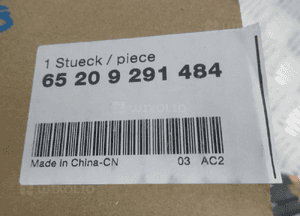 1 Stueck / piece
65 20 9 291 484
Made in China-CN 03 AC2